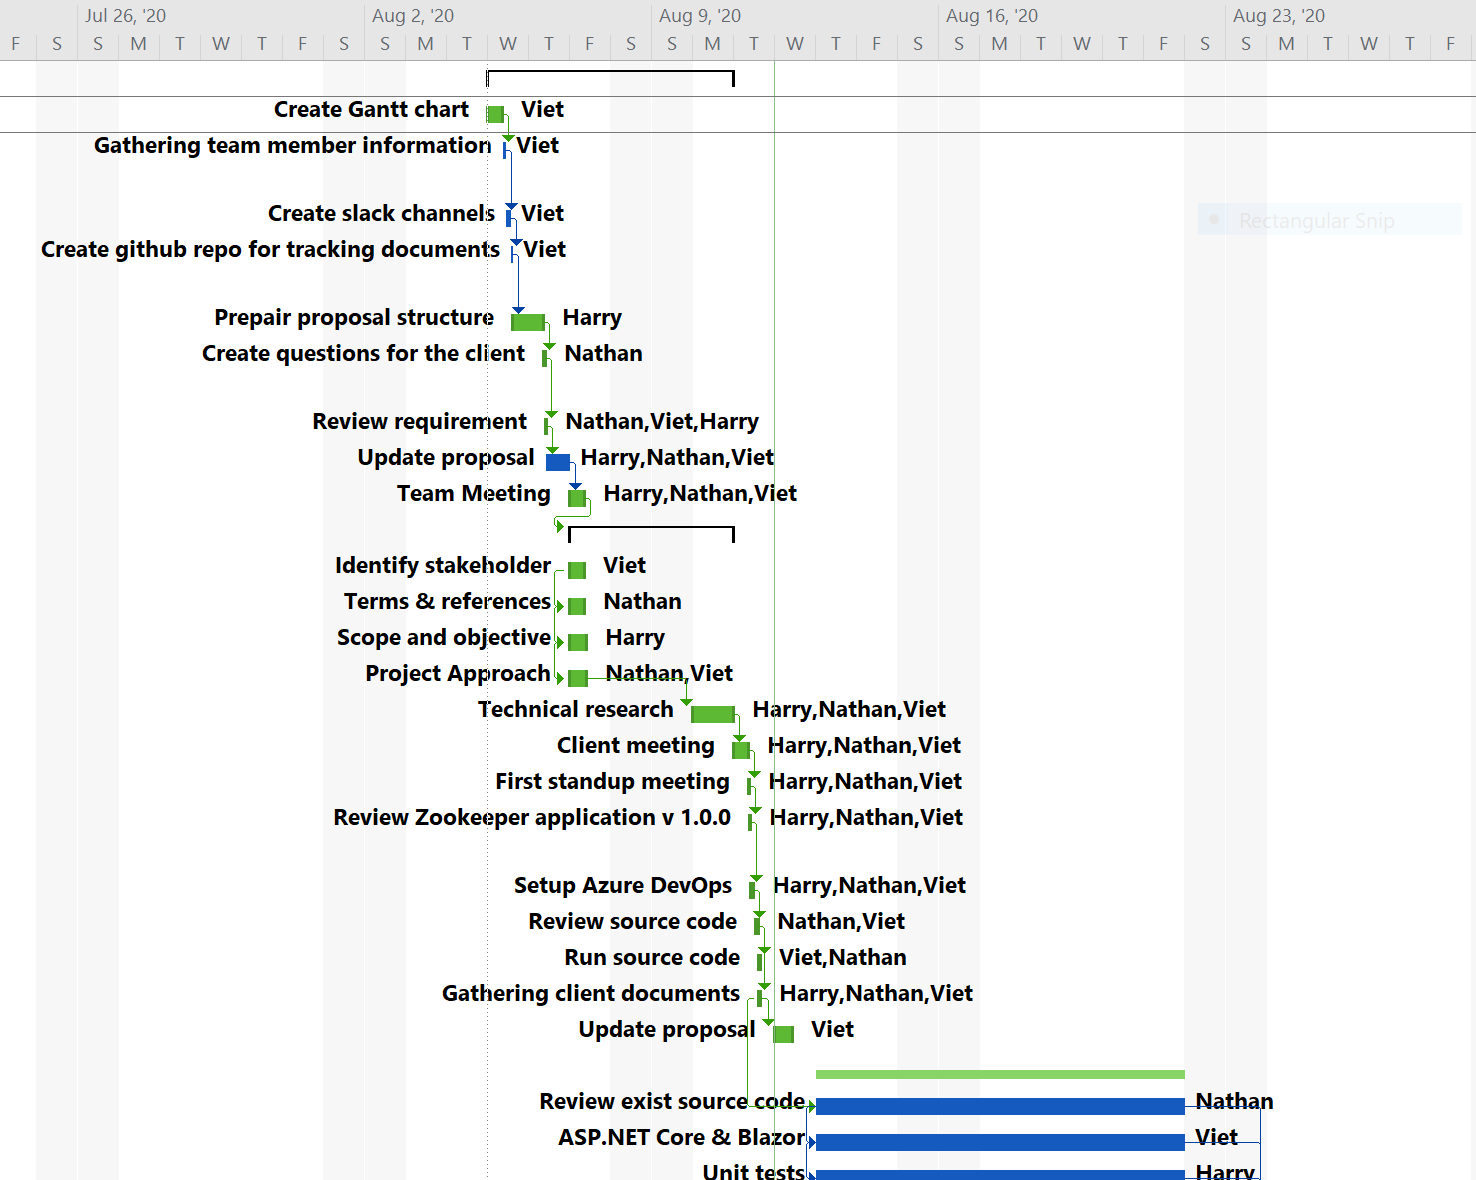 Jul 26, '20 Aug 2, '20 Aug 9, '20 Aug 16, '20 Aug 23, '20
F S S M T W T F S S M T W T F S S M T W T F S S M T W T F S S M T W T F
Create Gantt chart Viet
Gathering team member information Viet
Create slack channels Viet
Rectangular Snip
Create github repo for tracking documents Viet
Prepair proposal structure Harry
Create questions for the client Nathan
Review requirement Nathan,Viet,Harry
Update proposal Harry,Nathan,Viet
Team Meeting Harry,Nathan,Viet
Identify stakeholder Viet
Terms & references Nathan
Scope and objective Harry
Project Approach Nathan,Viet
Technical research Harry,Nathan,Viet
Client meeting Harry,Nathan,Viet
First standup meeting Harry,Nathan,Viet
Review Zookeeper application v 1.0.0 Harry,Nathan,Viet
Setup Azure DevOps Harry,Nathan,Viet
Review source code Nathan,Viet
Run source code Viet,Nathan
Gathering client documents Harry,Nathan,Viet
Update proposal Viet
Review exist source code Nathan
ASP.NET Core & Blazor Viet
Unit tests Harry